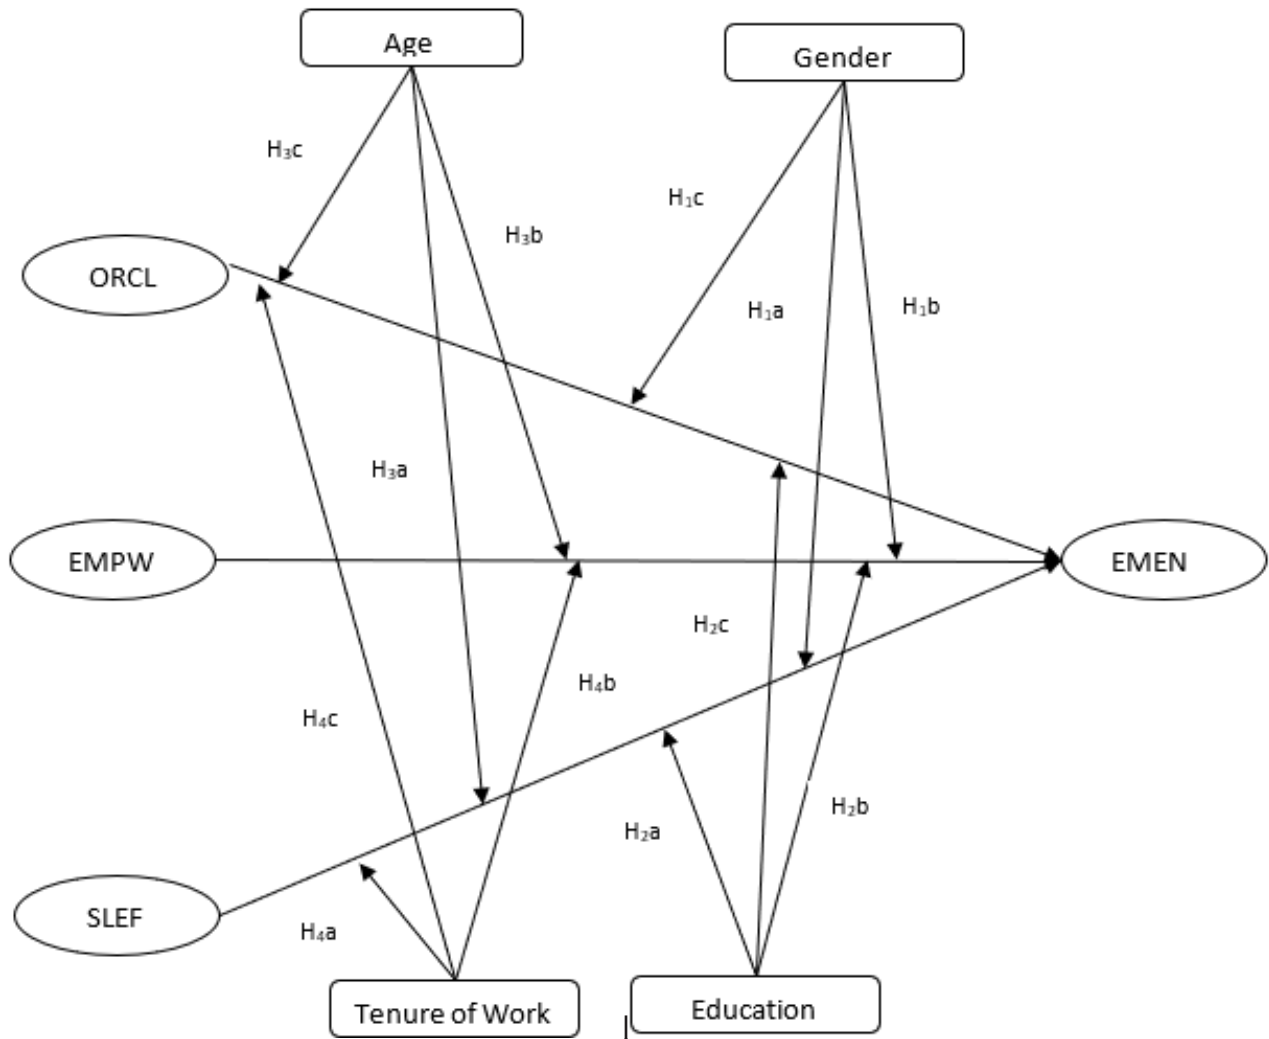 Age
Gender
H₃c
H₁c
H₃b
ORCL
H₁a
H₁b
H₃a
EMPW
EMEN
H₂c
H₄b
H₄c
H₂b
H₂a
SLEF
H₄a
Tenure of Work
Education